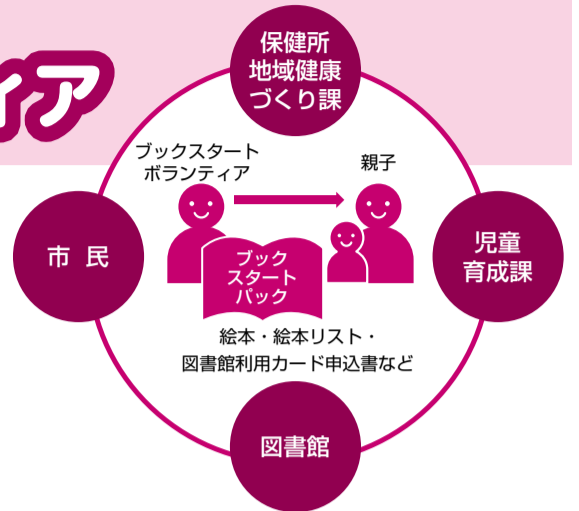 ィア
保健所
地域健康
づくり課
ブックスタート
ボランティア
親子
市 民
ブック
スタート
パック
児童
育成課
絵本・絵本リスト・
図書館利用カード申込書など
図書館